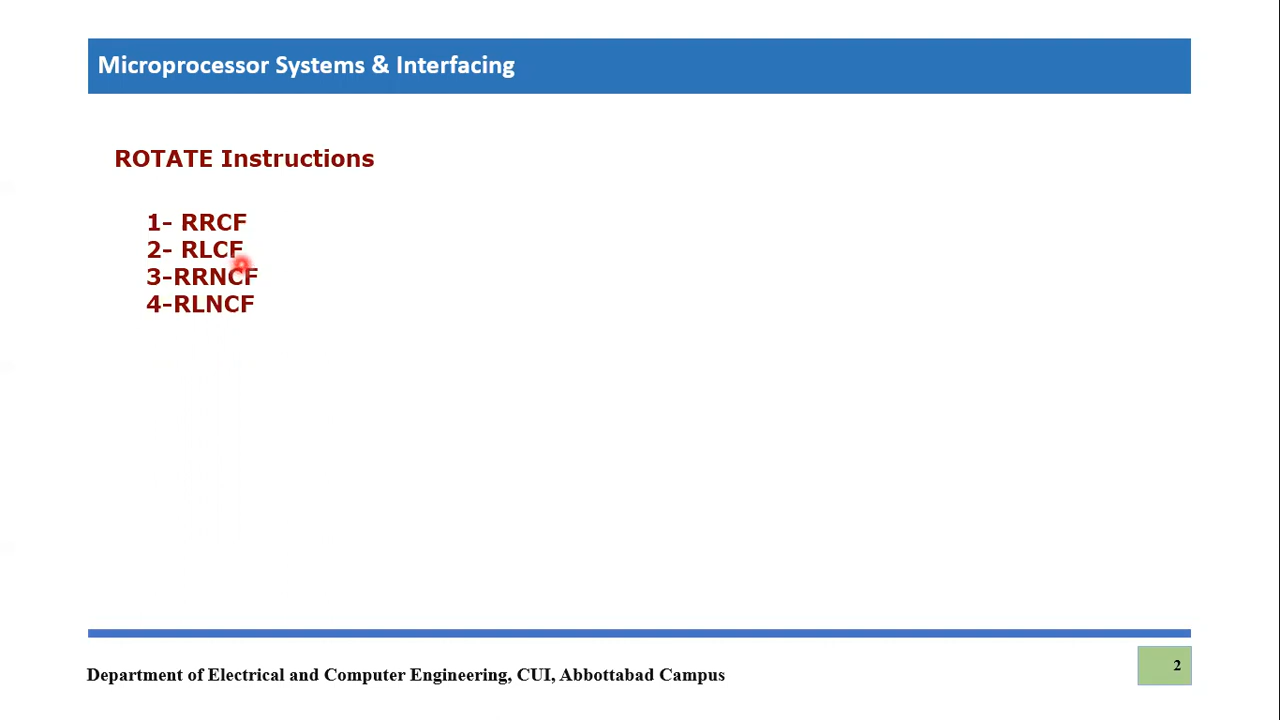 Microprocessor Systems & Interfacing
ROTATE Instructions
1- RRCF
2- RLCF
3-RRNCF
4-RLNCF
Department of Electrical and Computer Engineering, CUI, Abbottabad Campus
2